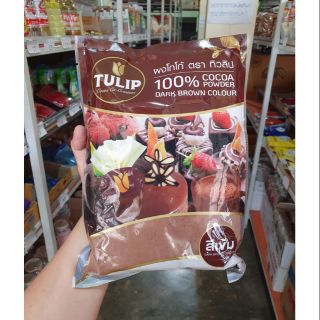 TULIP
ผงโกโก้ ตรา ทิวลิป
100% COCOA POWDER
DARK BROWN COLOUR
สีเข้ม